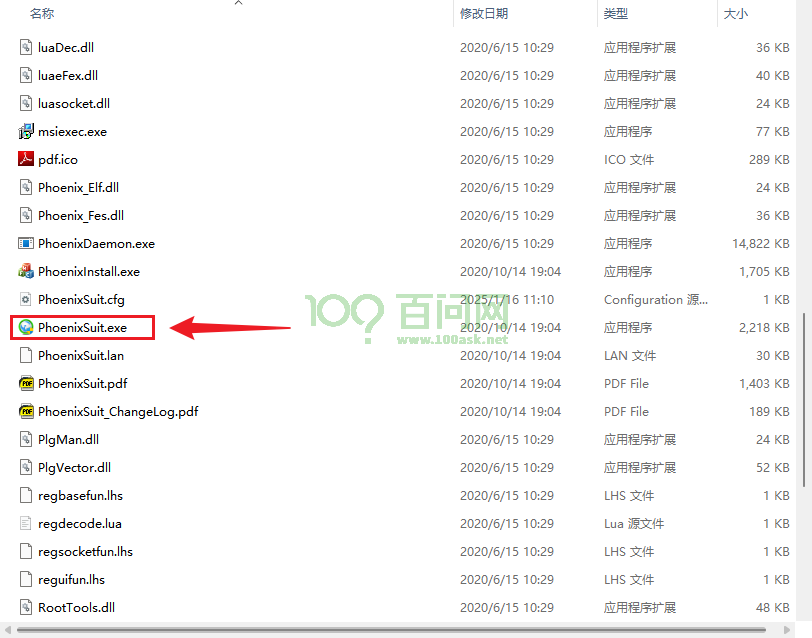 名称 修改日期 类型 大小
luaDec.dll 2020/6/15 10:29 应用程序扩展 36 KB
luaeFex.dll 2020/6/15 10:29 应用程序扩展 40 KB
luasocket.dll 2020/6/15 10:29 应用程序扩展 24 KB
msiexec.exe 2020/6/15 10:29 应用程序 77 KB
pdf.ico 2020/6/15 10:29 ICO 文件 289 KB
Phoenix_Elf.dll 2020/6/15 10:29 应用程序扩展 24 KB
Phoenix_Fes.dll 2020/6/15 10:29 应用程序扩展 36 KB
PhoenixDaemon.exe 2020/6/15 10:29 应用程序 14,822 KB
PhoenixInstall.exe 2020/10/14 19:04 应用程序 1,705 KB
PhoenixSuit.cfg 2025/1/16 11:10 Configuration 源... 1 KB
PhoenixSuit.exe 2020/10/14 19:04 应用程序 2,218 KB
100? 百问网
www.100ask.net
PhoenixSuit.lan 2020/10/14 19:04 LAN 文件 30 KB
PhoenixSuit.pdf 2020/10/14 19:04 PDF File 1,403 KB
PhoenixSuit_ChangeLog.pdf 2020/10/14 19:04 PDF File 189 KB
PlgMan.dll 2020/6/15 10:29 应用程序扩展 24 KB
PlgVector.dll 2020/6/15 10:29 应用程序扩展 52 KB
regbasefun.lhs 2020/6/15 10:29 LHS 文件 1 KB
regdecode.lua 2020/6/15 10:29 Lua 源文件 1 KB
regsocketfun.lhs 2020/6/15 10:29 LHS 文件 1 KB
reguifun.lhs 2020/6/15 10:29 LHS 文件 1 KB
RootTools.dll 2020/6/15 10:29 应用程序扩展 48 KB